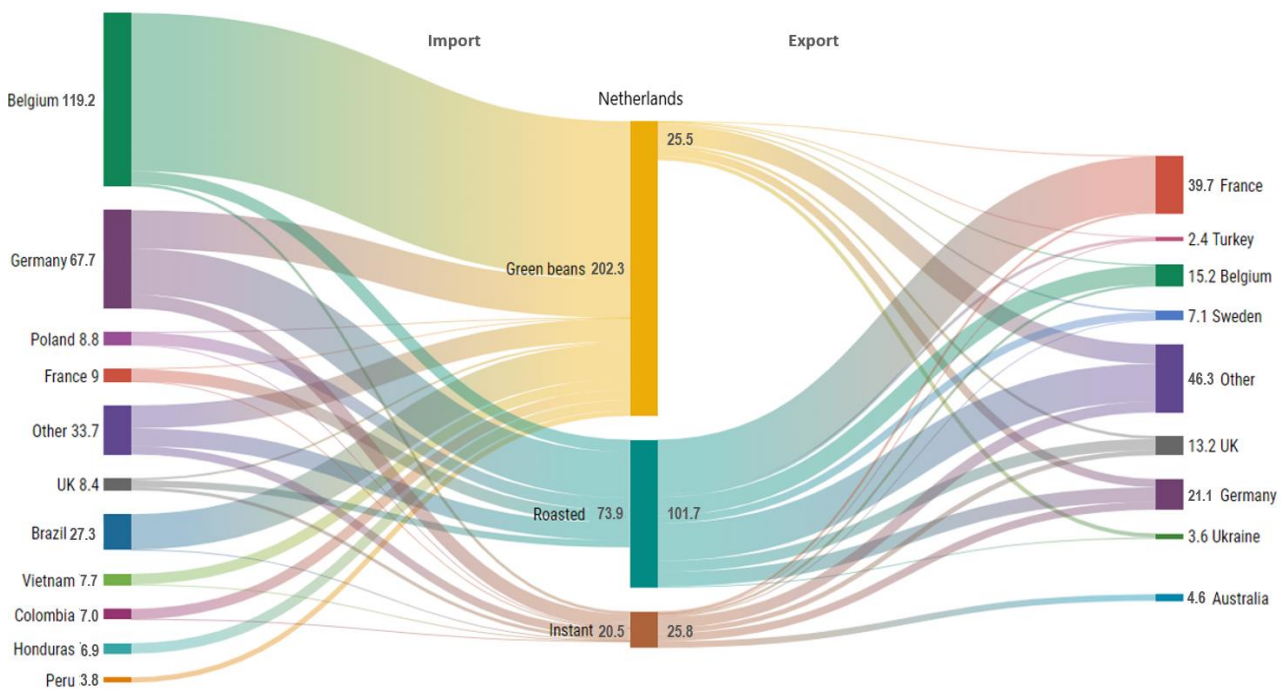 Import
Export
Netherlands
Belgium 119.2
Germany 67.7
Poland 8.8
France 9
Other 33.7
UK 8.4
Brazil 27.3
Vietnam 7.7
Colombia 7.0
Honduras 6.9
Peru 3.8
25.5
Green beans 202.3
Roasted 73.9
101.7
Instant 20.5
25.8
39.7 France
2.4 Turkey
15.2 Belgium
7.1 Sweden
46.3 Other
13.2 UK
21.1 Germany
3.6 Ukraine
4.6 Australia